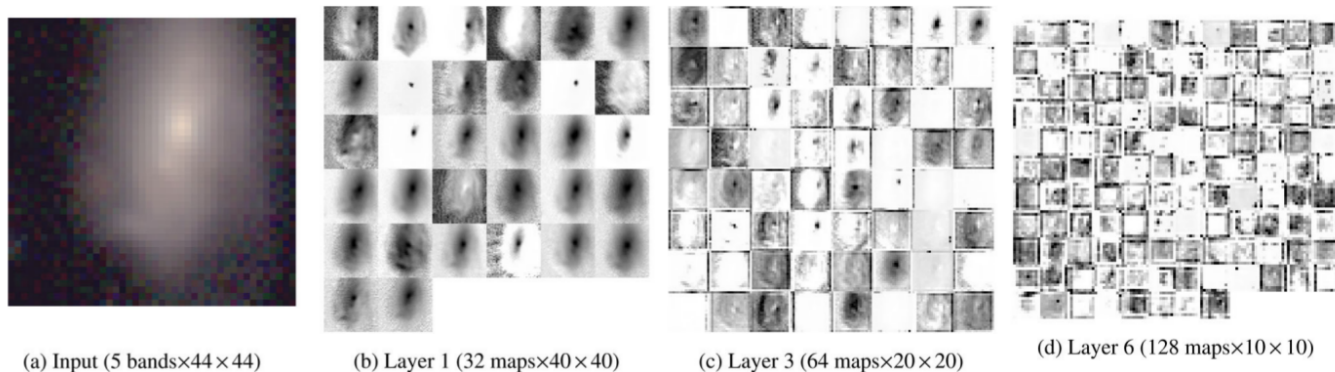 (a) Input (5 bands×44×44)
(b) Layer 1 (32 maps×40×40)
(c) Layer 3 (64 maps×20×20)
(d) Layer 6 (128 maps×10×10)